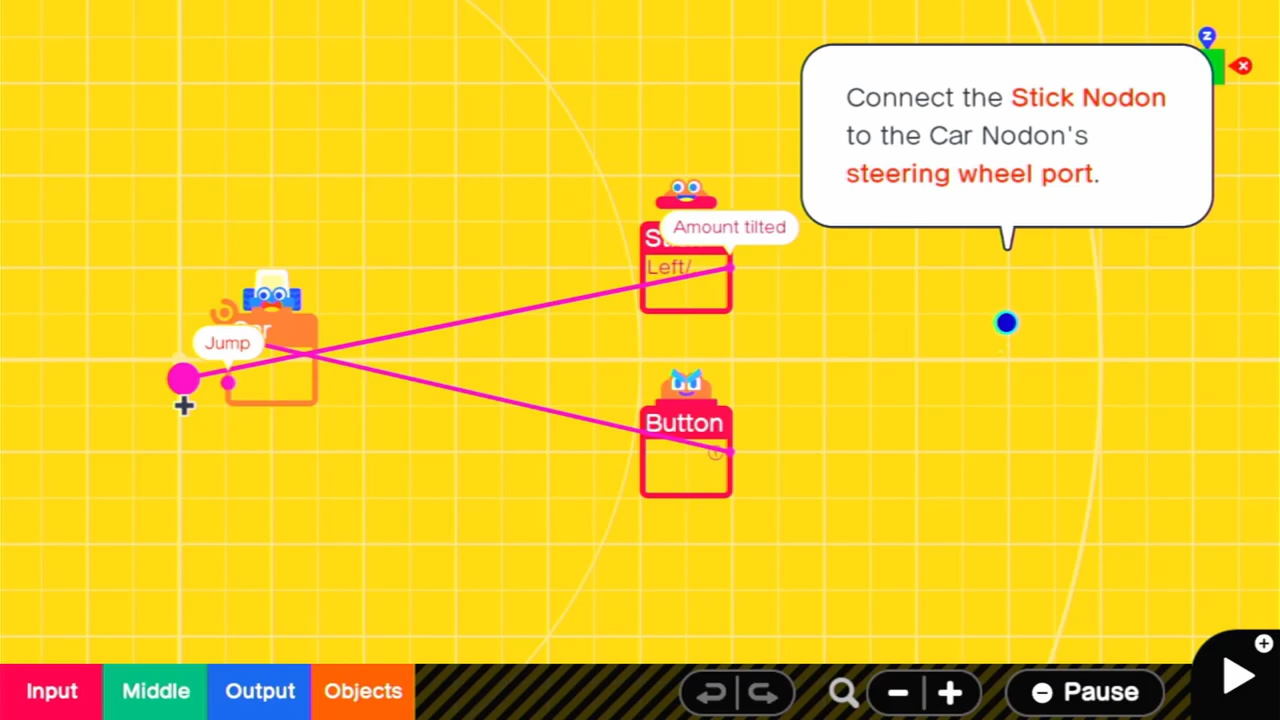 Connect the Stick Nodon
to the Car Nodon's
steering wheel port.
Amount tilted
Left/
Jump
Button
Input
Middle
Output
Objects
Pause
Z
X